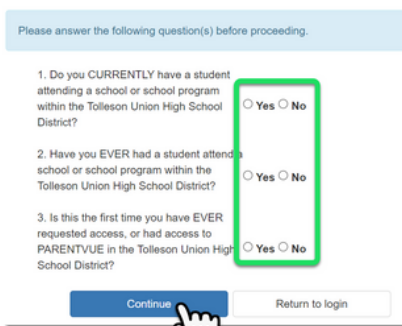 Please answer the following question(s) before proceeding.
1. Do you CURRENTLY have a student
attending a school or school program
within the Tolleson Union High School
District?
Yes No
2. Have you EVER had a student attend a
school or school program within the
Tolleson Union High School District?
Yes No
3. Is this the first time you have EVER
requested access, or had access to
PARENTVUE in the Tolleson Union High
School District?
Yes No
Continue
Return to login